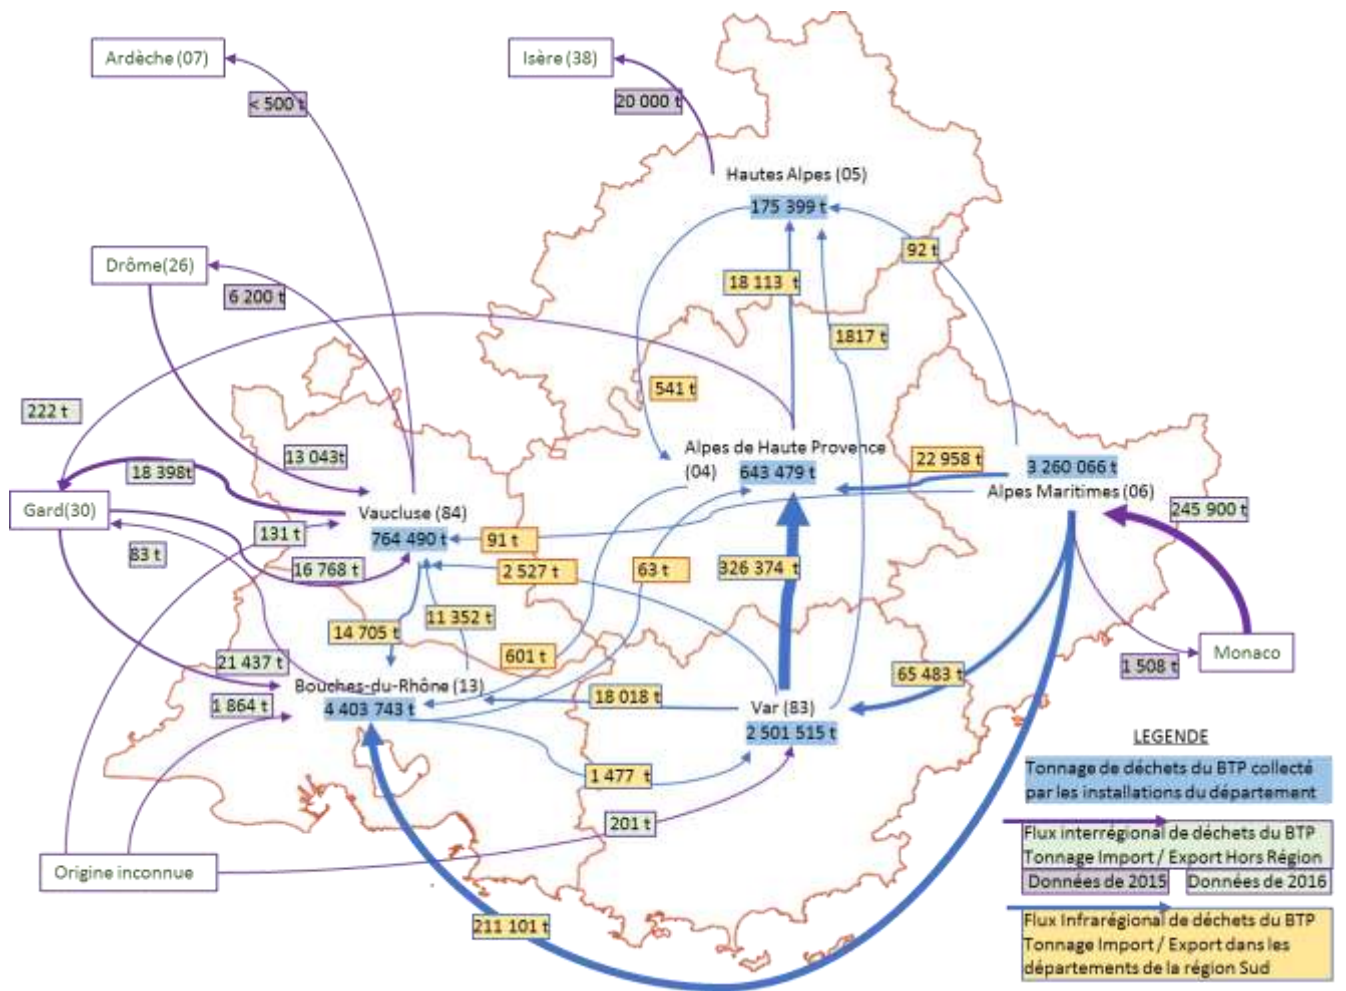 Ardèche (07)
Isère (38)
< 500 t
20 000 t
Hautes Alpes (05)
175 399 t
92 t
Drôme(26)
6 200 t
18 113 t
1817 t
541 t
222 t
18 398t
13 043t
Alpes de Haute Provence
(04)
643 479 t
22 958 t
3 260 066 t
Alpes Maritimes (06)
245 900 t
Gard(30)
Vaucluse (84)
764 490 t
131 t
91 t
83 t
16 768 t
2 527 t
63 t
326 374 t
11 352 t
14 705 t
601 t
21 437 t
1 864 t
Bouches-du-Rhône (13)
4 403 743 t
18 018 t
65 483 t
1 508 t
Monaco
Var (83)
2 501 515 t
1 477 t
201 t
Origine inconnue
211 101 t
LEGENDE
Tonnage de déchets du BTP collecté
par les installations du département
Flux interrégional de déchets du BTP
Tonnage Import / Export Hors Région
Données de 2015 Données de 2016
Flux Infrarégional de déchets du BTP
Tonnage Import / Export dans les
départements de la région Sud